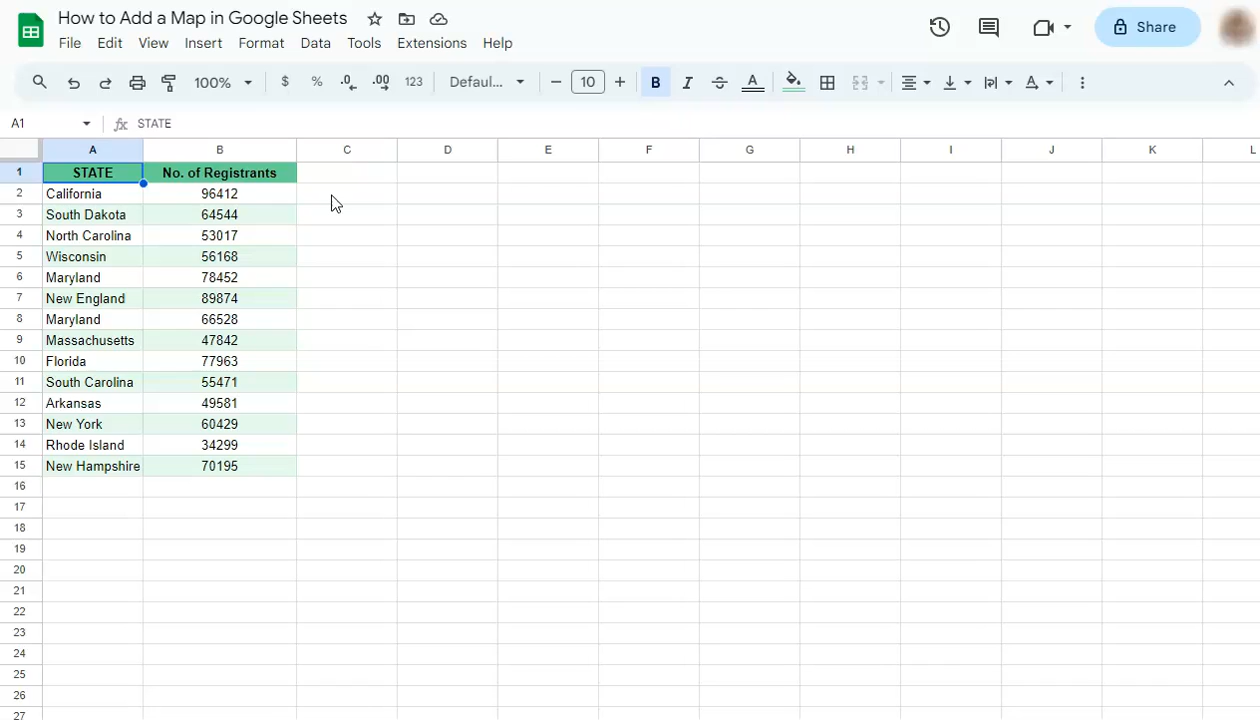 How to Add a Map in Google Sheets
File Edit View Insert Format Data Tools Extensions Help
Share
100% $ % .0 .00 123 Defaul... 10 B I A A
A1 fx STATE
A B C D E F G H I J K L
1 STATE No. of Registrants
2 California 96412
3 South Dakota 64544
4 North Carolina 53017
5 Wisconsin 56168
6 Maryland 78452
7 New England 89874
8 Maryland 66528
9 Massachusetts 47842
10 Florida 77963
11 South Carolina 55471
12 Arkansas 49581
13 New York 60429
14 Rhode Island 34299
15 New Hampshire 70195
16
17
18
19
20
21
22
23
24
25
26
27